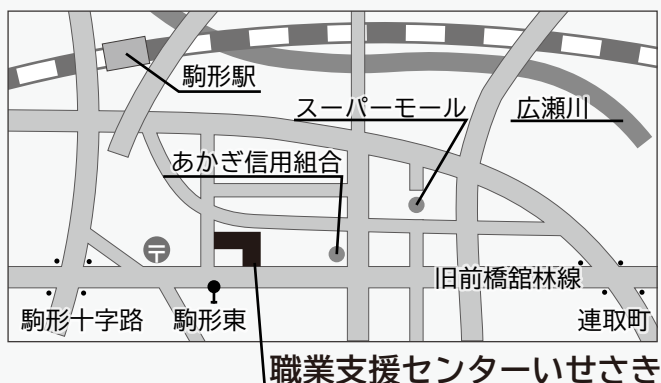 駒形駅
スーパーモール
広瀬川
あかぎ信用組合
〒
旧前橋舘林線
駒形十字路
駒形東
連取町
職業支援センターいせさき